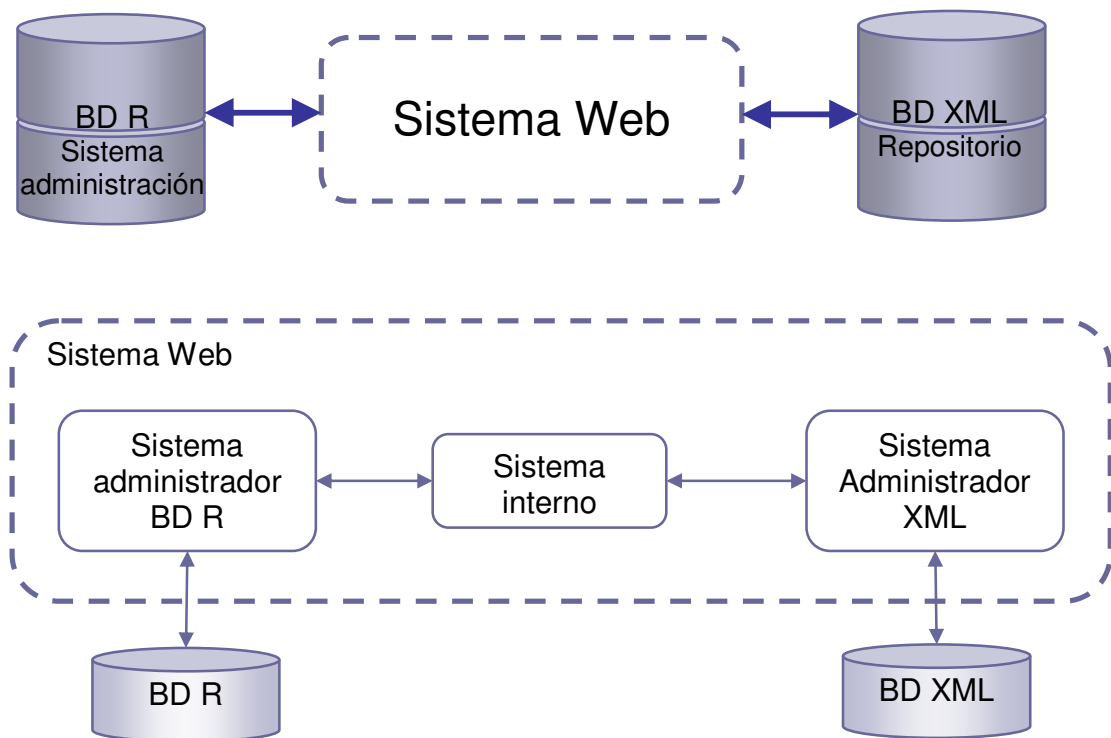 BD R
Sistema
administración
Sistema Web
BD XML
Repositorio
Sistema Web
Sistema
administrador
BD R
Sistema
interno
Sistema
Administrador
XML
BD R
BD XML